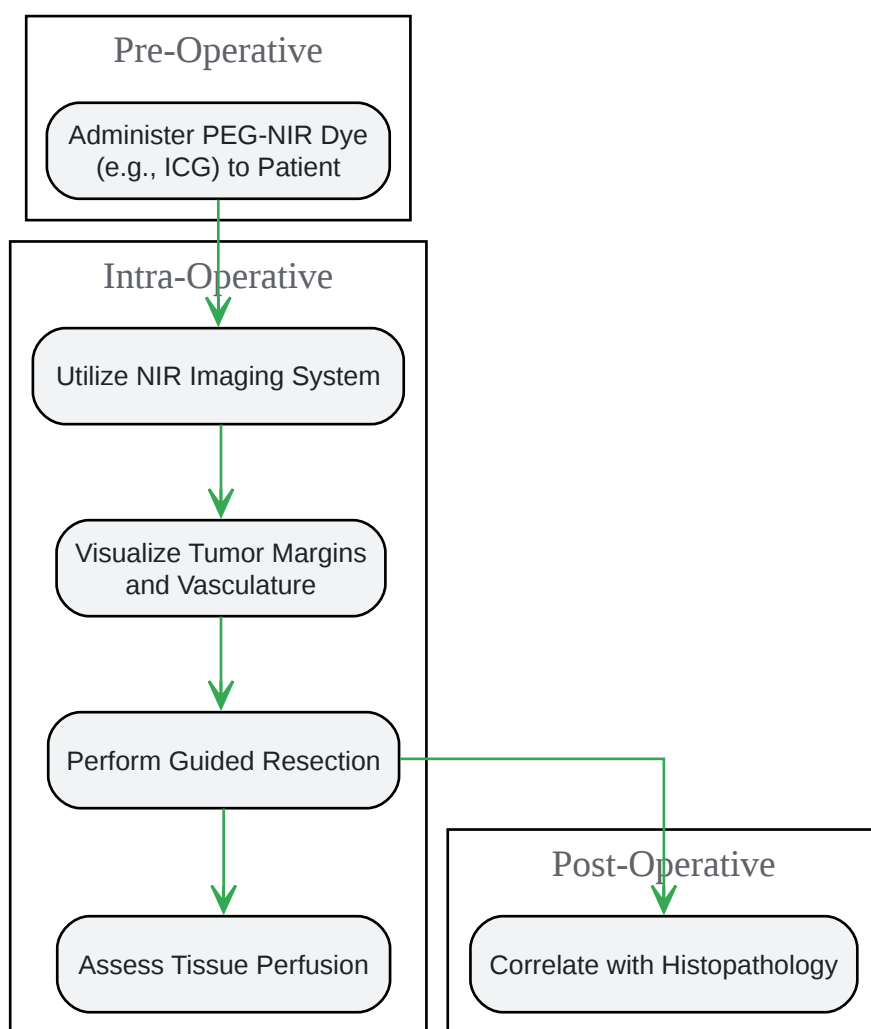 Pre-Operative
Administer PEG-NIR Dye
(e.g., ICG) to Patient
Intra-Operative
Utilize NIR Imaging System
Visualize Tumor Margins
and Vasculature
Perform Guided Resection
Assess Tissue Perfusion
Post-Operative
Correlate with Histopathology